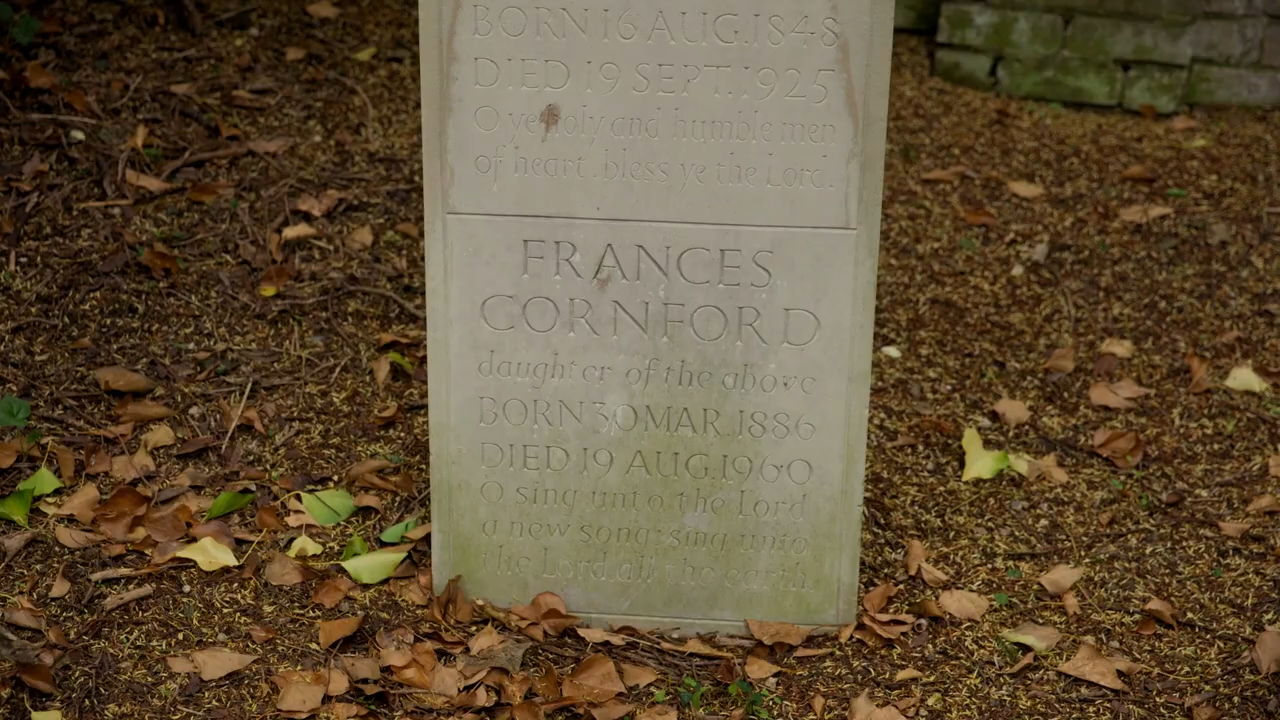 BORN 16 AUG. 1848
DIED 19 SEPT. 1925
O ye holy and humble men
of heart, bless ye the Lord.
FRANCES
CORNFORD
daughter of the above
BORN 30 MAR. 1886
DIED 19 AUG. 1960
O sing unto the Lord
a new song: sing unto
the Lord all the earth.